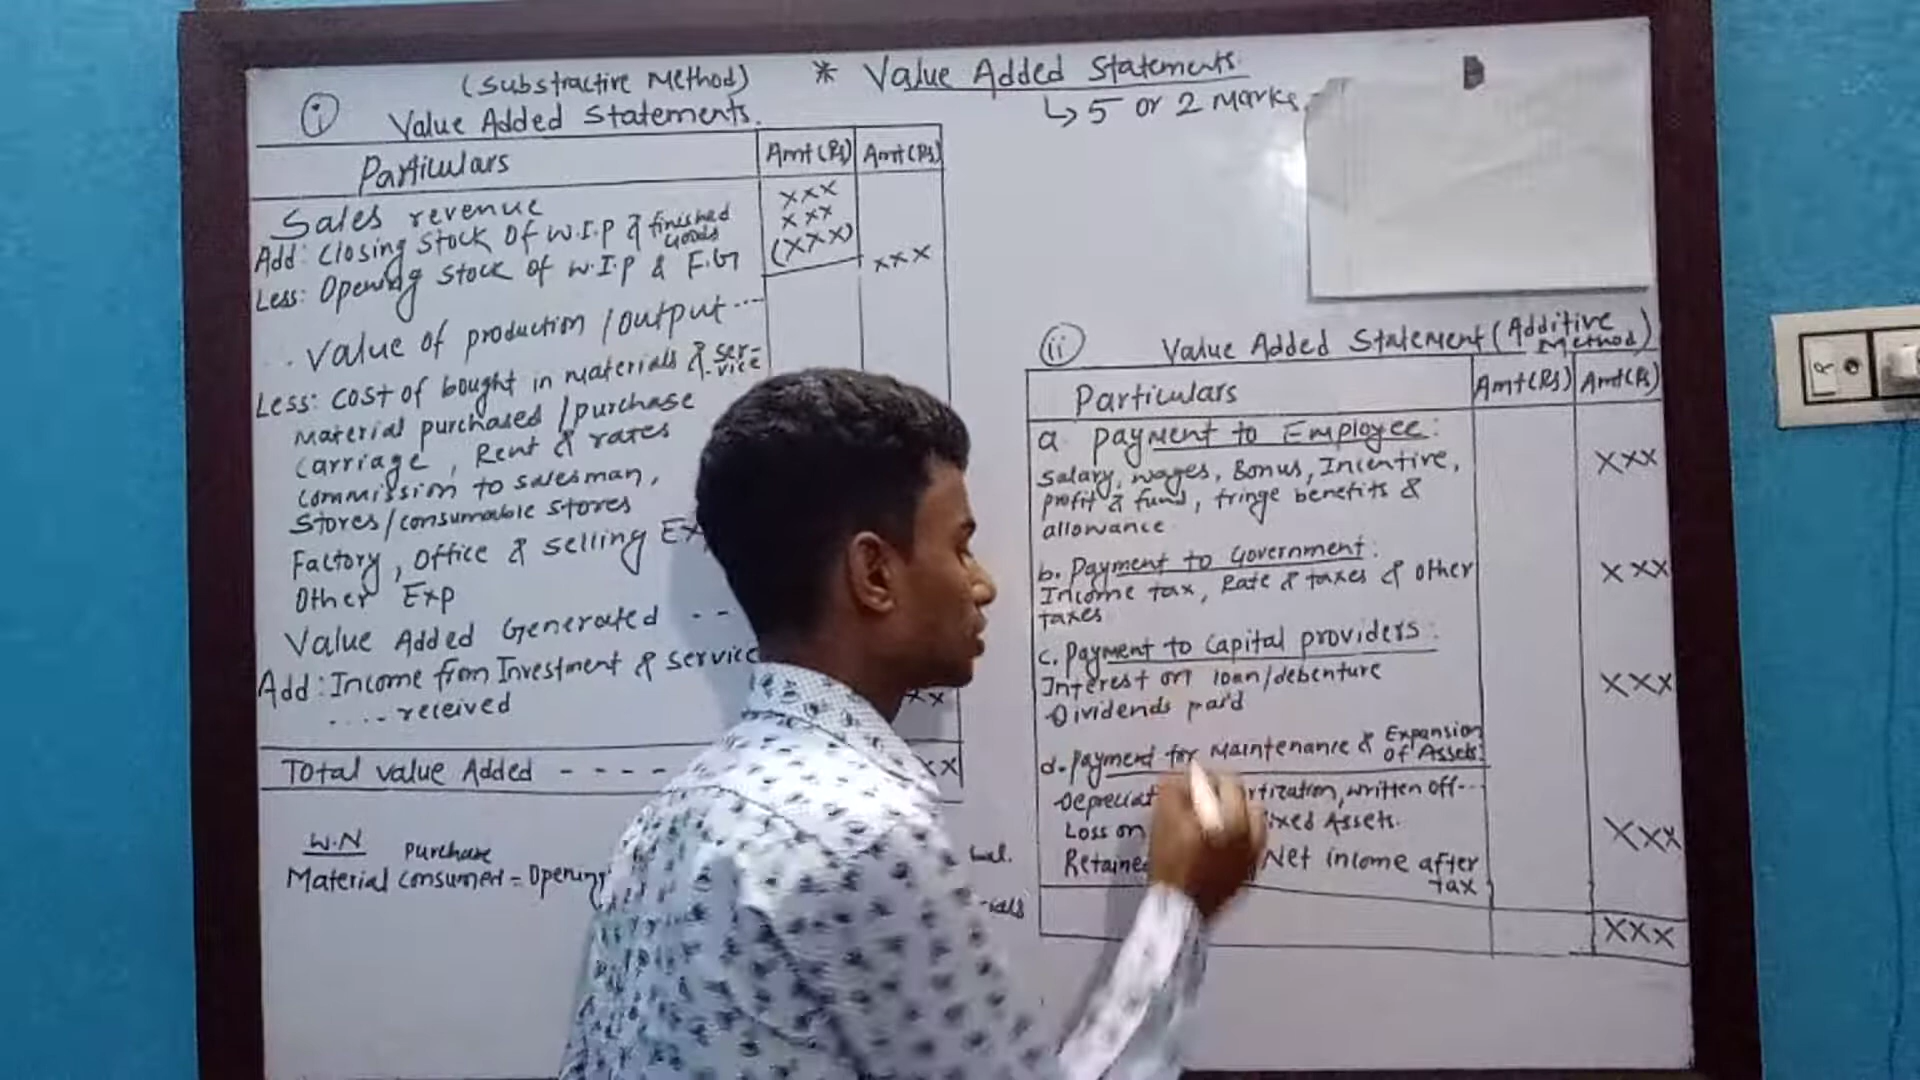 * Value Added Statements.
↳ 5 or 2 Marks.
(Substractive Method)
i Value Added Statements.
Particulars Amt(Rs) Amt(Rs)
Sales revenue xxx
Add: Closing Stock Of W.I.P & finished Goods xxx
Less: Opening Stock of W.I.P & F.G (xxx) xxx
Value of production / output ---
Less: Cost of bought in materials & service
Material purchased / purchase
Carriage, Rent & rates
Commission to salesman,
Stores/consumable stores
Factory, Office & Selling
Other Exp
Value Added Generated - -
Add: Income from Investment & service
.... received xx
Total value Added - - - - xx
W.N
Purchase
Material Consumed = Opening
ii Value Added Statement (Additive Method)
Particulars Amt(Rs) Amt(Rs)
a. Payment to Employee:
Salary, wages, Bonus, Incentive, xxx
profit & fund, fringe benefits &
allowance
b. Payment to Government:
Income tax, Rate & taxes & other xxx
taxes
c. Payment to Capital providers:
Interest on loan/debenture xxx
Dividends paid
d. Payment for Maintenance & Expansion of Assets:
written off---
Loss on Assets. xxx
Net income after
tax
xxx